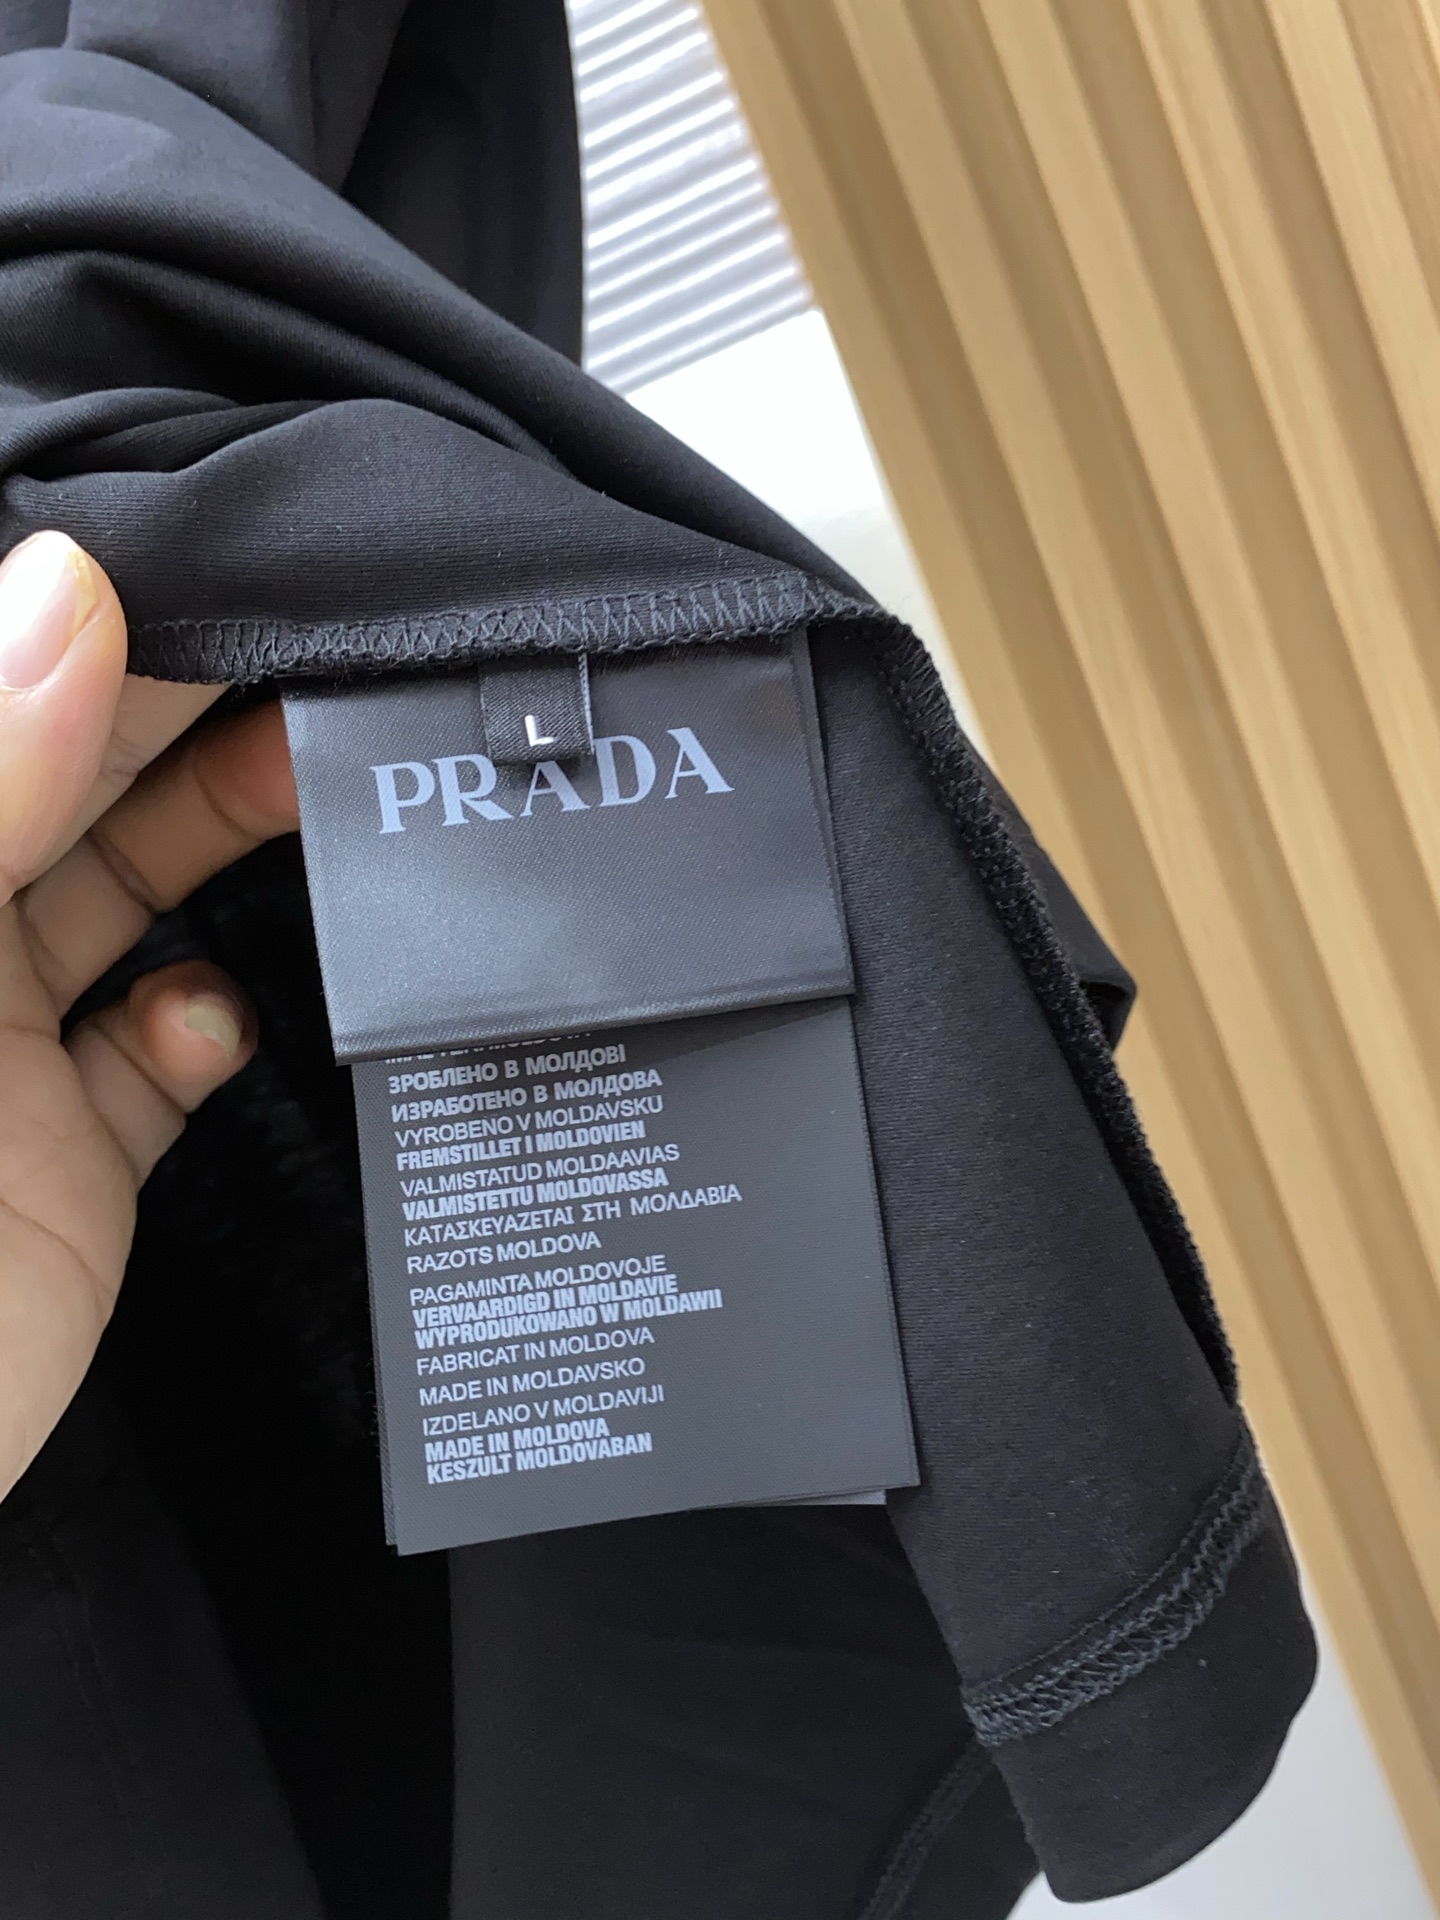 L
PRADA
ЗРОБЛЕНО В МОЛДОВІ
ИЗРАБОТЕНО В МОЛДОВА
VYROBENO V MOLDAVSKU
FREMSTILLET I MOLDOVIEN
VALMISTATUD MOLDAAVIAS
VALMISTETTU MOLDOVASSA
ΚΑΤΑΣΚΕΥΑΖΕΤΑΙ ΣΤΗ ΜΟΛΔΑΒΙΑ
RAZOTS MOLDOVA
PAGAMINTA MOLDOVOJE
VERVAARDIGD IN MOLDAVIE
WYPRODUKOWANO W MOLDAWII
FABRICAT IN MOLDOVA
MADE IN MOLDAVSKO
IZDELANO V MOLDAVIJI
MADE IN MOLDOVA
KESZULT MOLDOVABAN